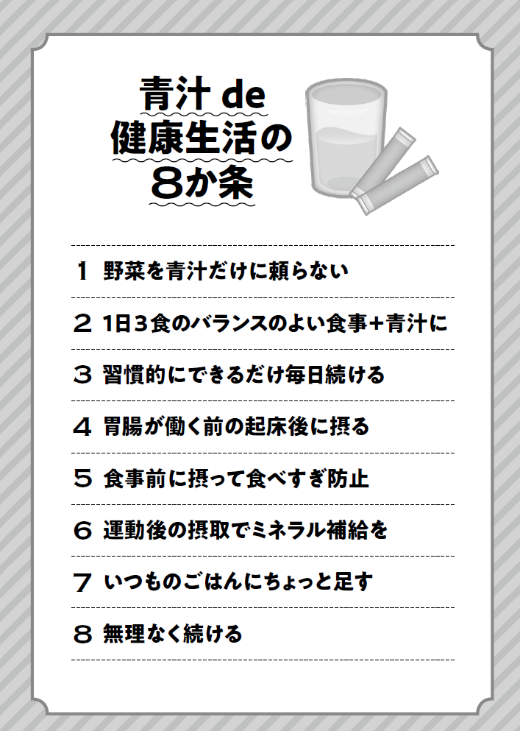 青汁 de
健康生活の
8か条
1 野菜を青汁だけに頼らない
2 1日3食のバランスのよい食事+青汁に
3 習慣的にできるだけ毎日続ける
4 胃腸が働く前の起床後に摂る
5 食事前に摂って食べすぎ防止
6 運動後の摂取でミネラル補給を
7 いつものごはんにちょっと足す
8 無理なく続ける